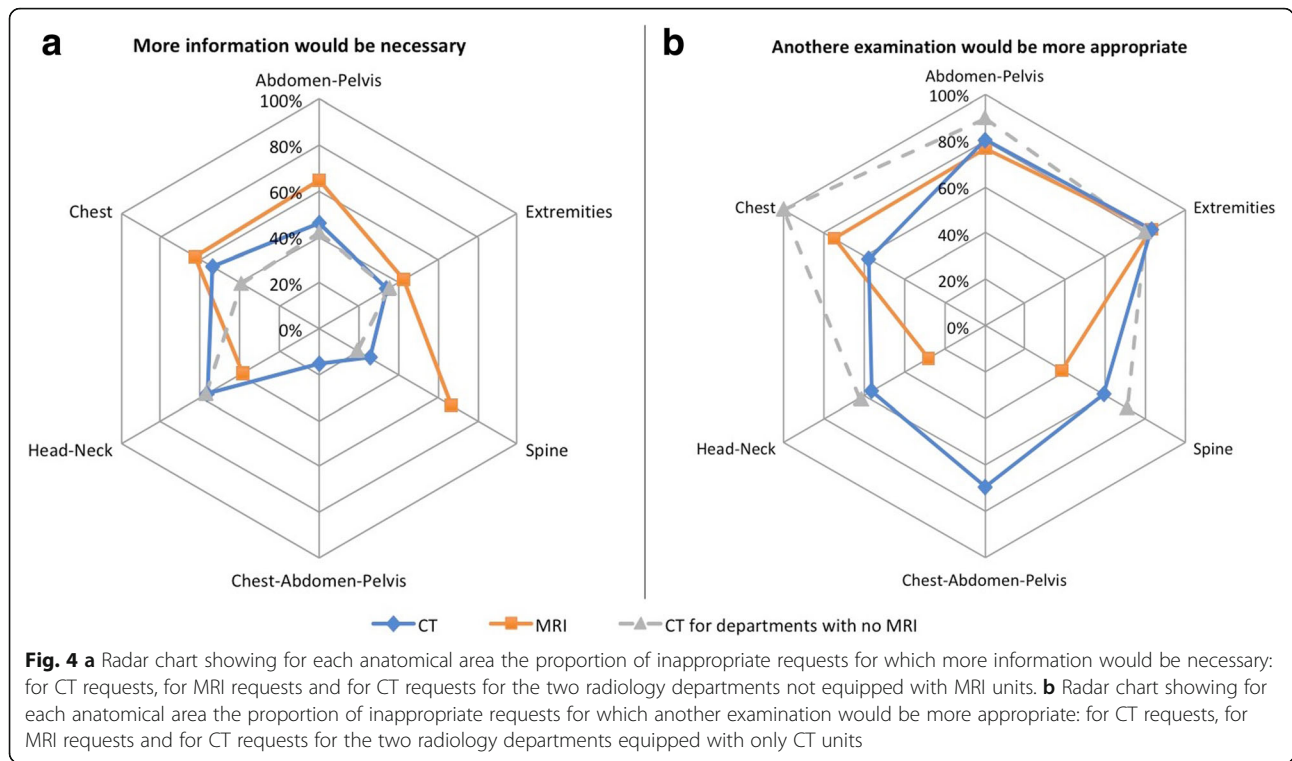 a
More information would be necessary
Abdomen-Pelvis
100%
80%
60%
40%
20%
0%
Chest
Extremities
Head-Neck
Spine
Chest-Abdomen-Pelvis
b
Anothere examination would be more appropriate
Abdomen-Pelvis
100%
80%
60%
40%
20%
0%
Chest
Extremities
Head-Neck
Spine
Chest-Abdomen-Pelvis
CT MRI CT for departments with no MRI
Fig. 4 a Radar chart showing for each anatomical area the proportion of inappropriate requests for which more information would be necessary:
for CT requests, for MRI requests and for CT requests for the two radiology departments not equipped with MRI units. b Radar chart showing for
each anatomical area the proportion of inappropriate requests for which another examination would be more appropriate: for CT requests, for
MRI requests and for CT requests for the two radiology departments equipped with only CT units